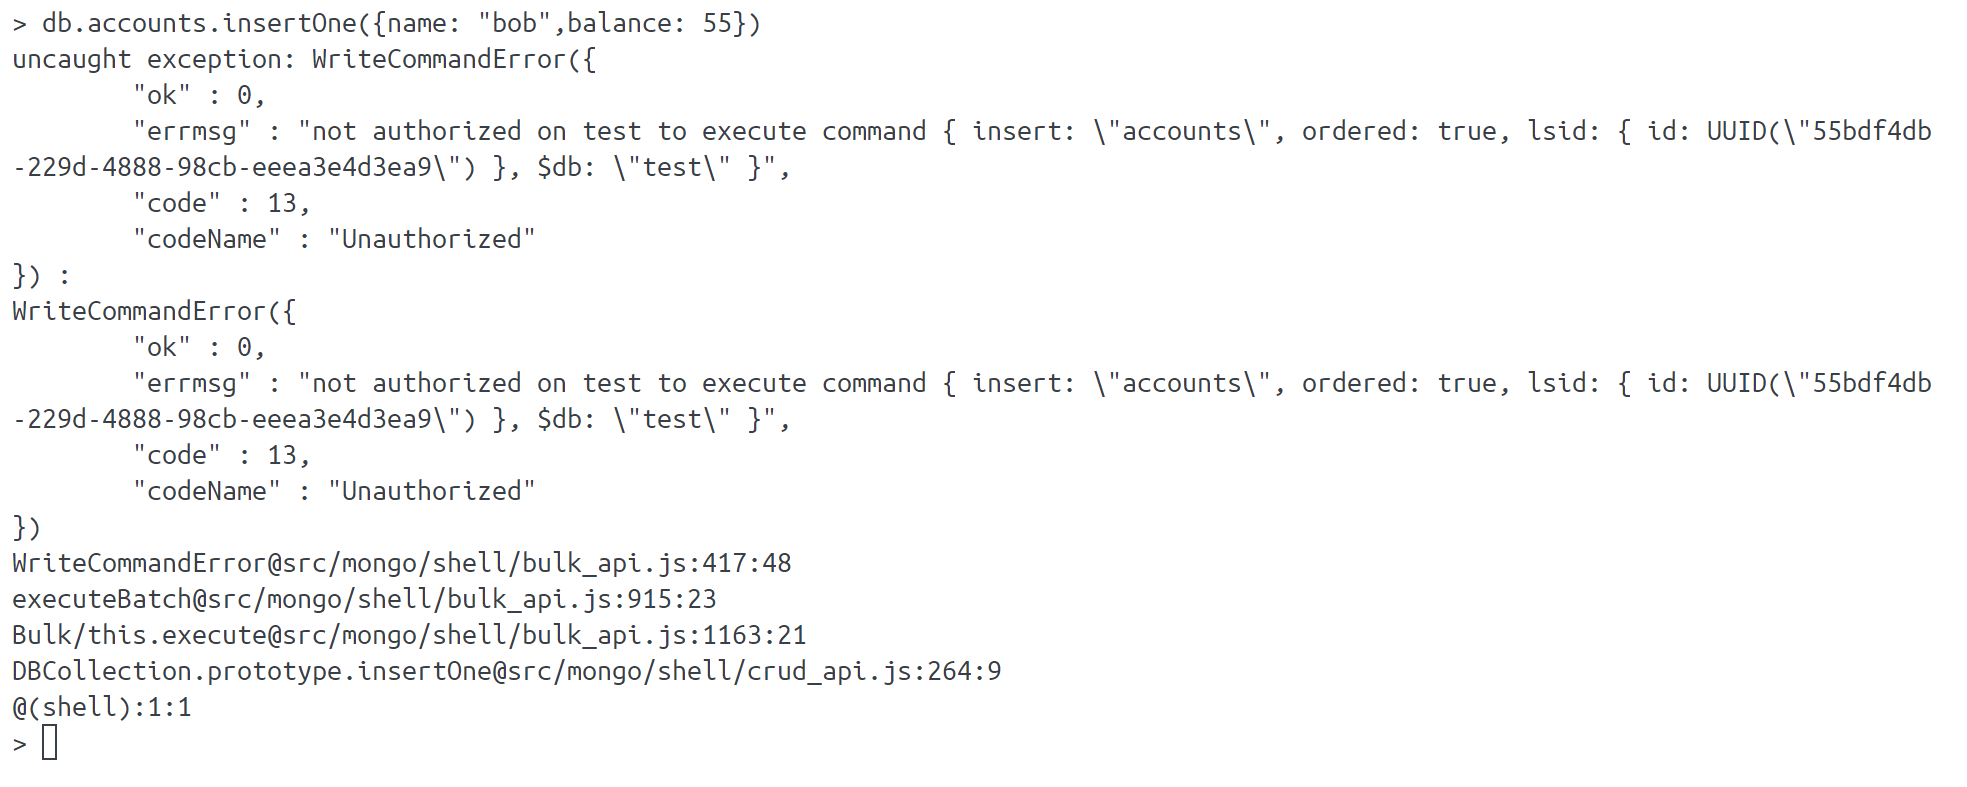 > db.accounts.insertOne({name: "bob",balance: 55})
uncaught exception: WriteCommandError({
        "ok" : 0,
        "errmsg" : "not authorized on test to execute command { insert: \"accounts\", ordered: true, lsid: { id: UUID(\"55bdf4db
-229d-4888-98cb-eeea3e4d3ea9\") }, $db: \"test\" }",
        "code" : 13,
        "codeName" : "Unauthorized"
}) :
WriteCommandError({
        "ok" : 0,
        "errmsg" : "not authorized on test to execute command { insert: \"accounts\", ordered: true, lsid: { id: UUID(\"55bdf4db
-229d-4888-98cb-eeea3e4d3ea9\") }, $db: \"test\" }",
        "code" : 13,
        "codeName" : "Unauthorized"
})
WriteCommandError@src/mongo/shell/bulk_api.js:417:48
executeBatch@src/mongo/shell/bulk_api.js:915:23
Bulk/this.execute@src/mongo/shell/bulk_api.js:1163:21
DBCollection.prototype.insertOne@src/mongo/shell/crud_api.js:264:9
@(shell):1:1
>